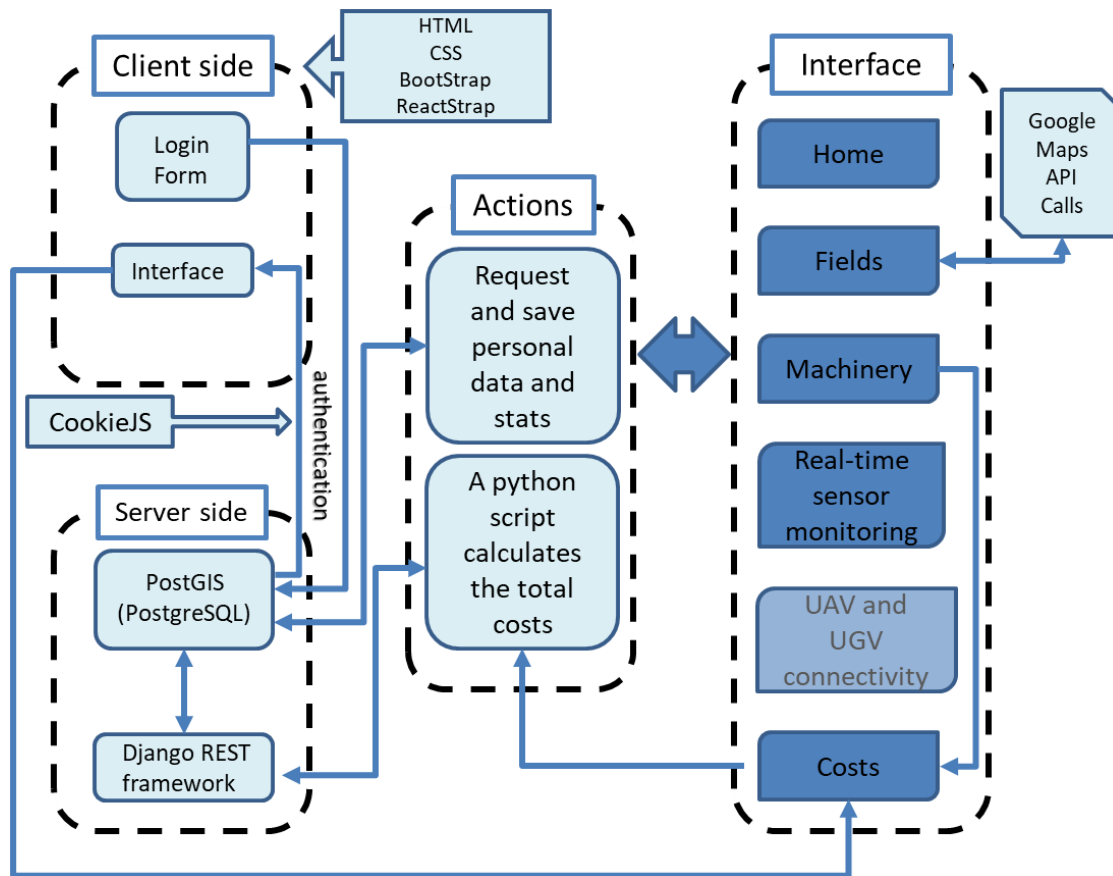 HTML
CSS
BootStrap
ReactStrap
Client side
Login
Form
Interface
authentication
CookieJS
Server side
PostGIS
(PostgreSQL)
Django REST
framework
Actions
Request
and save
personal
data and
stats
A python
script
calculates
the total
costs
Interface
Home
Fields
Machinery
Real-time
sensor
monitoring
UAV and
UGV
connectivity
Costs
Google
Maps
API
Calls